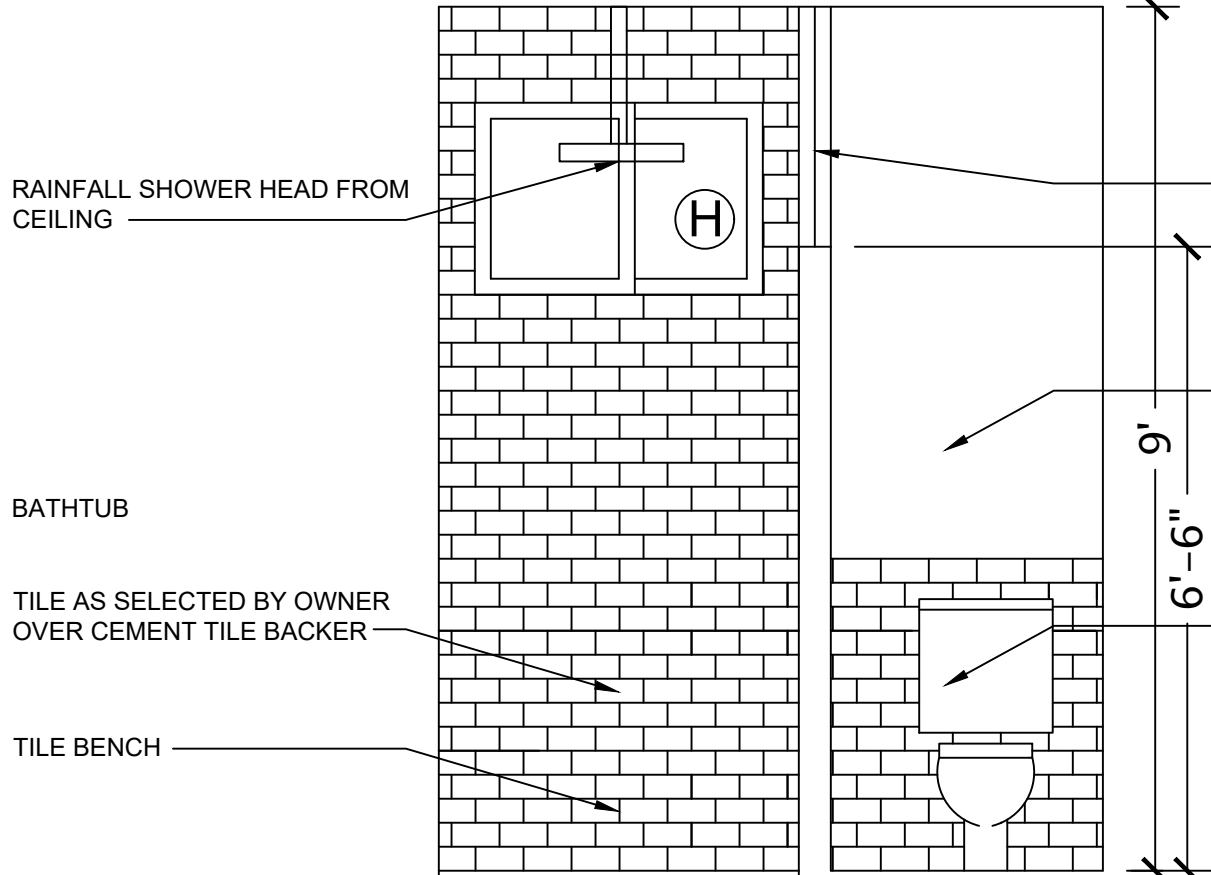 RAINFALL SHOWER HEAD FROM
CEILING
H
9'
6'-6"
BATHTUB
TILE AS SELECTED BY OWNER
OVER CEMENT TILE BACKER
TILE BENCH